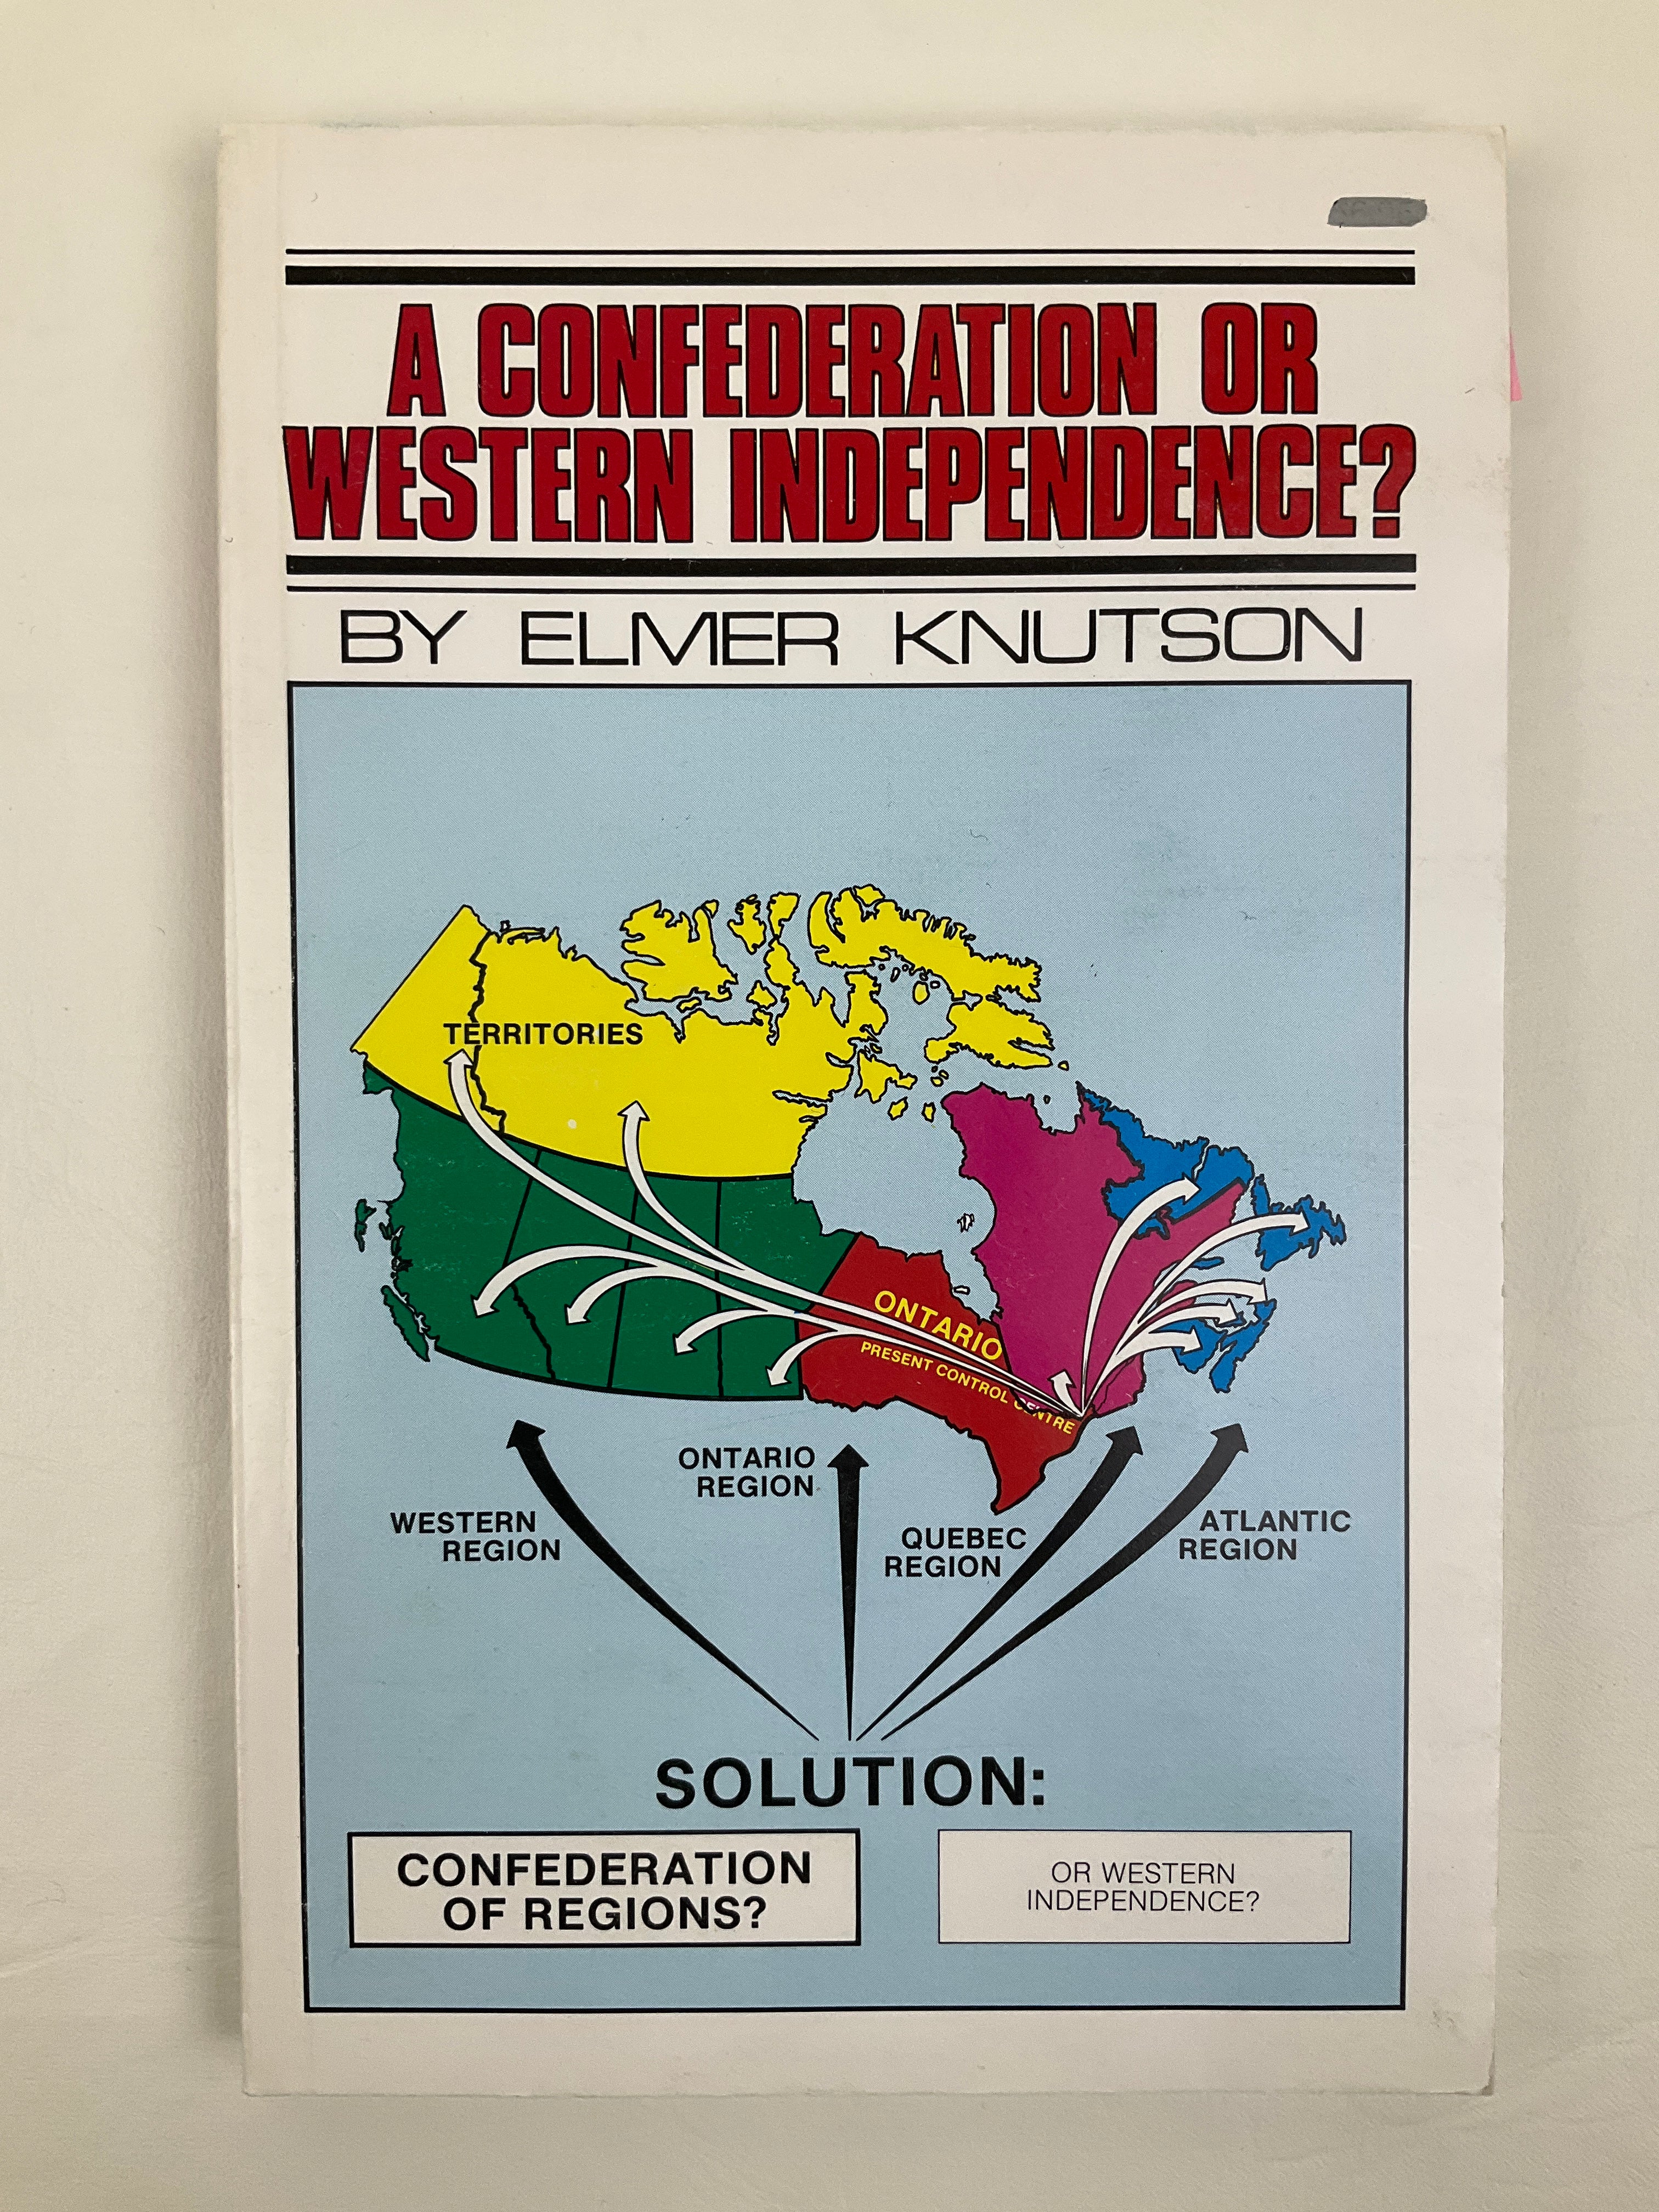 A CONFEDERATION OR
WESTERN INDEPENDENCE?
BY ELMER KNUTSON
TERRITORIES
ONTARIO
PRESENT CONTROL CENTRE
ONTARIO
REGION
WESTERN
REGION
QUEBEC
REGION
ATLANTIC
REGION
SOLUTION:
CONFEDERATION
OF REGIONS?
OR WESTERN
INDEPENDENCE?